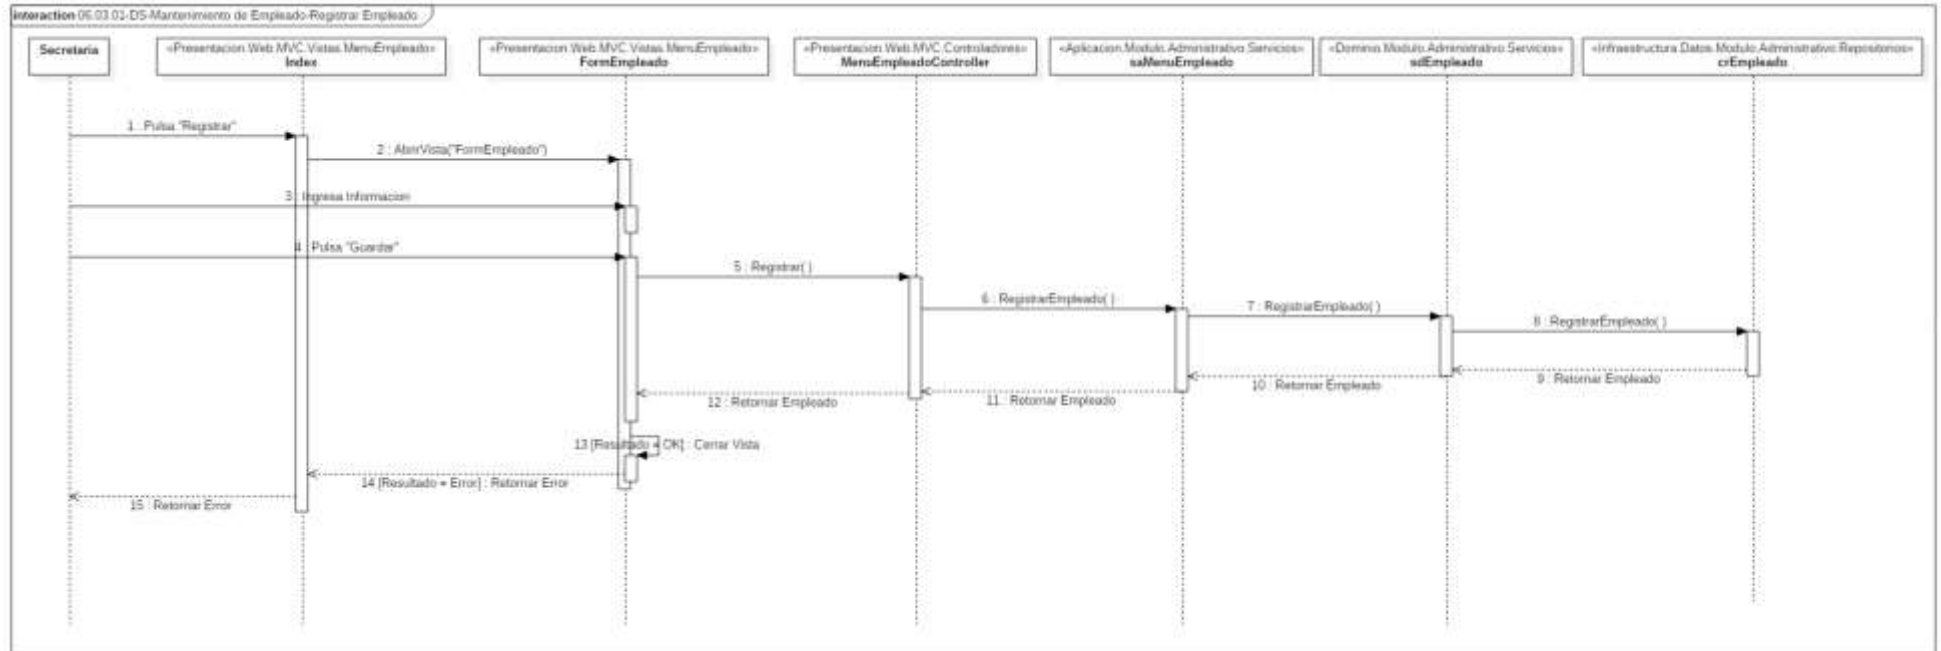 interaction 06.03.01-DS-Mantenimiento de Empleado-Registrar Empleado
Secretaria
«Presentacion.Web.MVC.Vistas.MenuEmpleado»
Index
«Presentacion.Web.MVC.Vistas.MenuEmpleado»
FormEmpleado
«Presentacion.Web.MVC.Controladores»
MenuEmpleadoController
«Aplicacion.Modulo.Administrativo.Servicios»
saMenuEmpleado
«Dominio.Modulo.Administrativo.Servicios»
sdEmpleado
«Infraestructura.Datos.Modulo.Administrativo.Repositorios»
crEmpleado
1 : Pulsa "Registrar"
2 : AbrirVista("FormEmpleado")
3 : Ingresa Informacion
4 : Pulsa "Guardar"
5 : Registrar( )
6 : RegistrarEmpleado( )
7 : RegistrarEmpleado( )
8 : RegistrarEmpleado( )
9 : Retornar Empleado
10 : Retornar Empleado
11 : Retornar Empleado
12 : Retornar Empleado
13 [Resultado = OK] : Cerrar Vista
14 [Resultado = Error] : Retornar Error
15 : Retornar Error